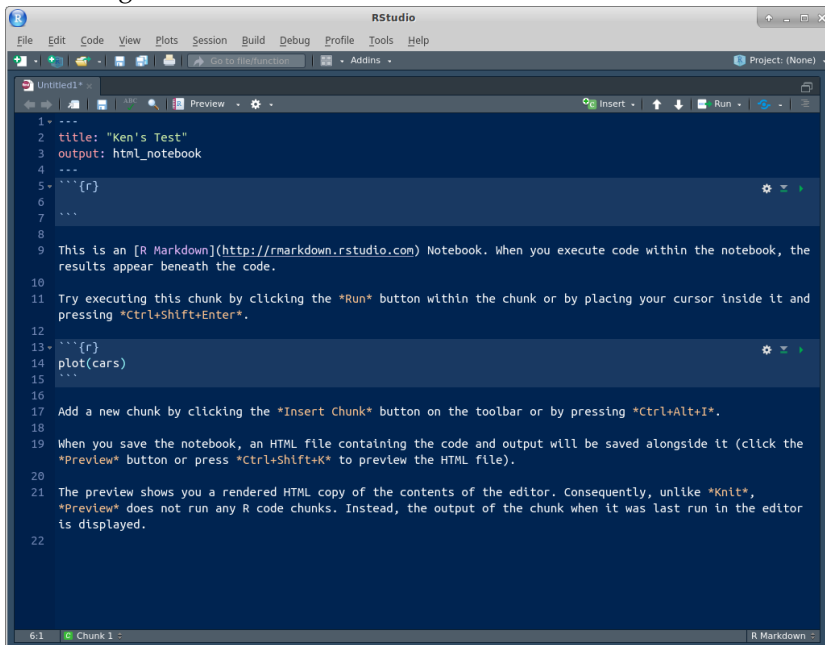 RStudio
File Edit Code View Plots Session Build Debug Profile Tools Help
Go to file/function Addins Project: (None)
Untitled1*
ABC Preview Insert Run
1 ---
2 title: "Ken's Test"
3 output: html_notebook
4 ---
5 ```{r}
6
7 ```
8
9 This is an [R Markdown](http://rmarkdown.rstudio.com) Notebook. When you execute code within the notebook, the
results appear beneath the code.
10
11 Try executing this chunk by clicking the *Run* button within the chunk or by placing your cursor inside it and
pressing *Ctrl+Shift+Enter*.
12
13 ```{r}
14 plot(cars)
15 ```
16
17 Add a new chunk by clicking the *Insert Chunk* button on the toolbar or by pressing *Ctrl+Alt+I*.
18
19 When you save the notebook, an HTML file containing the code and output will be saved alongside it (click the
*Preview* button or press *Ctrl+Shift+K* to preview the HTML file).
20
21 The preview shows you a rendered HTML copy of the contents of the editor. Consequently, unlike *Knit*,
*Preview* does not run any R code chunks. Instead, the output of the chunk when it was last run in the editor
is displayed.
22
6:1 C Chunk 1 R Markdown